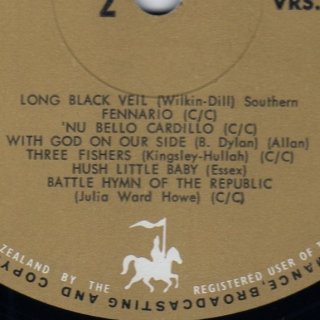 2
VRS.
LONG BLACK VEIL (Wilkin-Dill) Southern
FENNARIO (C/C)
'NU BELLO CARDILLO (C/C)
WITH GOD ON OUR SIDE (B. Dylan) (Allan)
THREE FISHERS (Kingsley-Hullah) (C/C)
HUSH LITTLE BABY (Essex)
BATTLE HYMN OF THE REPUBLIC
(Julia Ward Howe) (C/C)
ZEALAND BY THE
REGISTERED USER OF
BROADCASTING AND